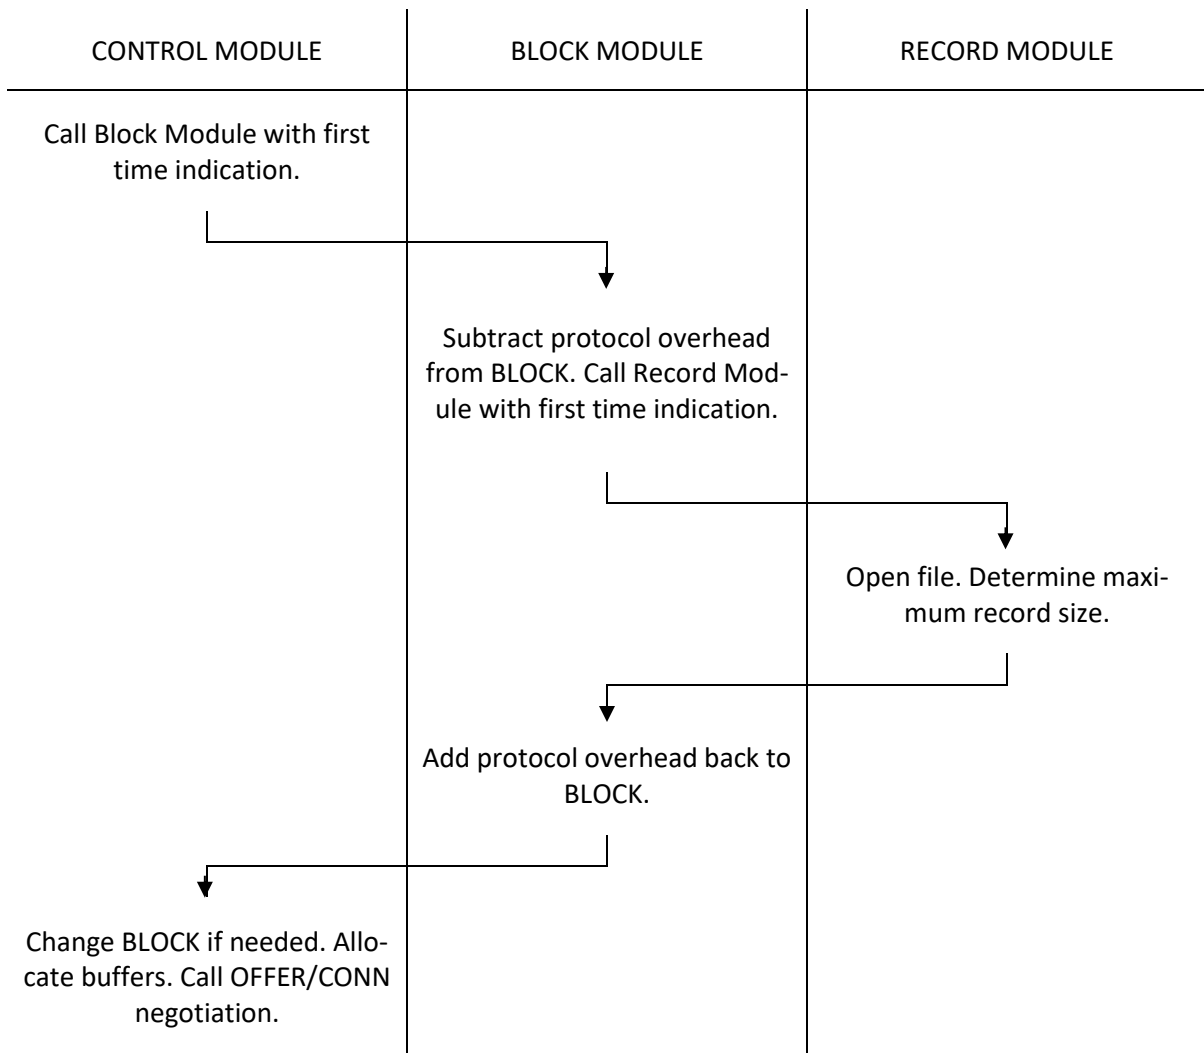 CONTROL MODULE
BLOCK MODULE
RECORD MODULE
Call Block Module with first
time indication.
Subtract protocol overhead
from BLOCK. Call Record Mod-
ule with first time indication.
Open file. Determine maxi-
mum record size.
Add protocol overhead back to
BLOCK.
Change BLOCK if needed. Allo-
cate buffers. Call OFFER/CONN
negotiation.